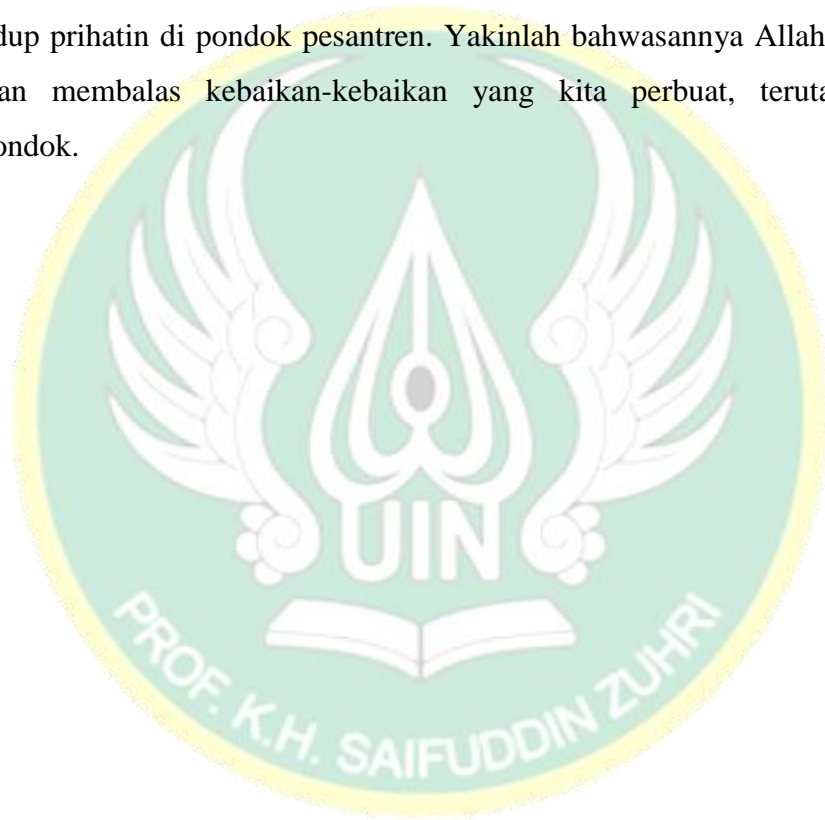 dup prihatin di pondok pesantren. Yakinlah bahwasannya Allah
an membalas kebaikan-kebaikan yang kita perbuat, teruta
ondok.
UIN
PROF. K.H. SAIFUDDIN ZUHRI